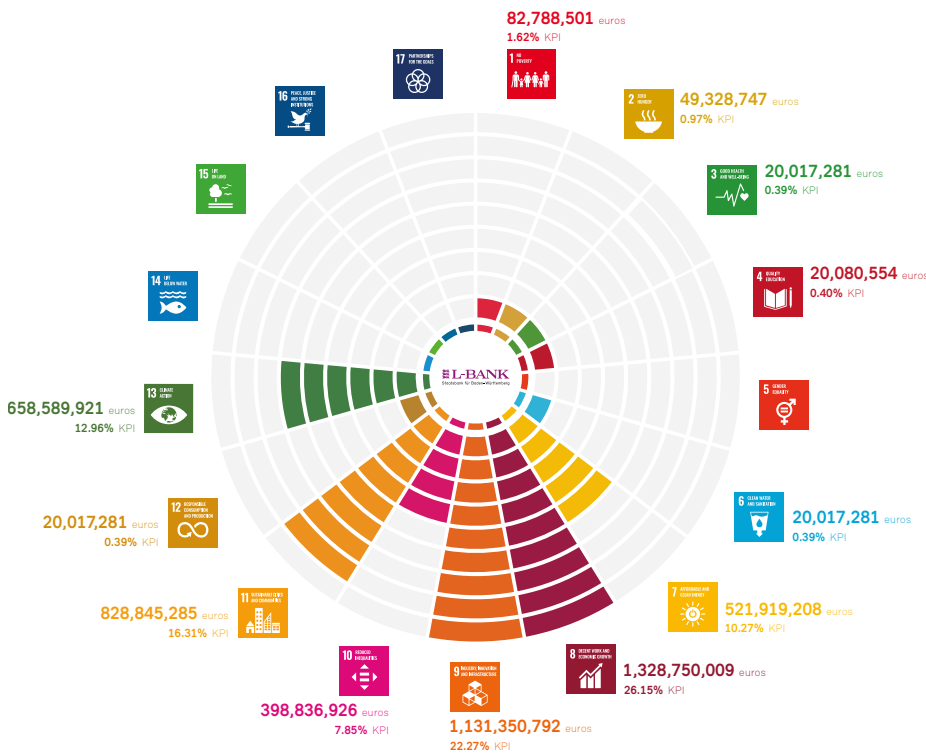 82,788,501 euros
1.62% KPI
1 NO
POVERTY
2 ZERO
HUNGER
49,328,747 euros
0.97% KPI
3 GOOD HEALTH
AND WELL-BEING
20,017,281 euros
0.39% KPI
4 QUALITY
EDUCATION
20,080,554 euros
0.40% KPI
5 GENDER
EQUALITY
6 CLEAN WATER
AND SANITATION
20,017,281 euros
0.39% KPI
7 AFFORDABLE AND
CLEAN ENERGY
521,919,208 euros
10.27% KPI
8 DECENT WORK AND
ECONOMIC GROWTH
1,328,750,009 euros
26.15% KPI
9 INDUSTRY, INNOVATION
AND INFRASTRUCTURE
1,131,350,792 euros
22.27% KPI
10 REDUCED
INEQUALITIES
398,836,926 euros
7.85% KPI
11 SUSTAINABLE CITIES
AND COMMUNITIES
828,845,285 euros
16.31% KPI
12 RESPONSIBLE
CONSUMPTION
AND PRODUCTION
20,017,281 euros
0.39% KPI
13 CLIMATE
ACTION
658,589,921 euros
12.96% KPI
14 LIFE
BELOW WATER
15 LIFE
ON LAND
16 PEACE, JUSTICE
AND STRONG
INSTITUTIONS
17 PARTNERSHIPS
FOR THE GOALS
L-BANK
Staatsbank für Baden-Württemberg